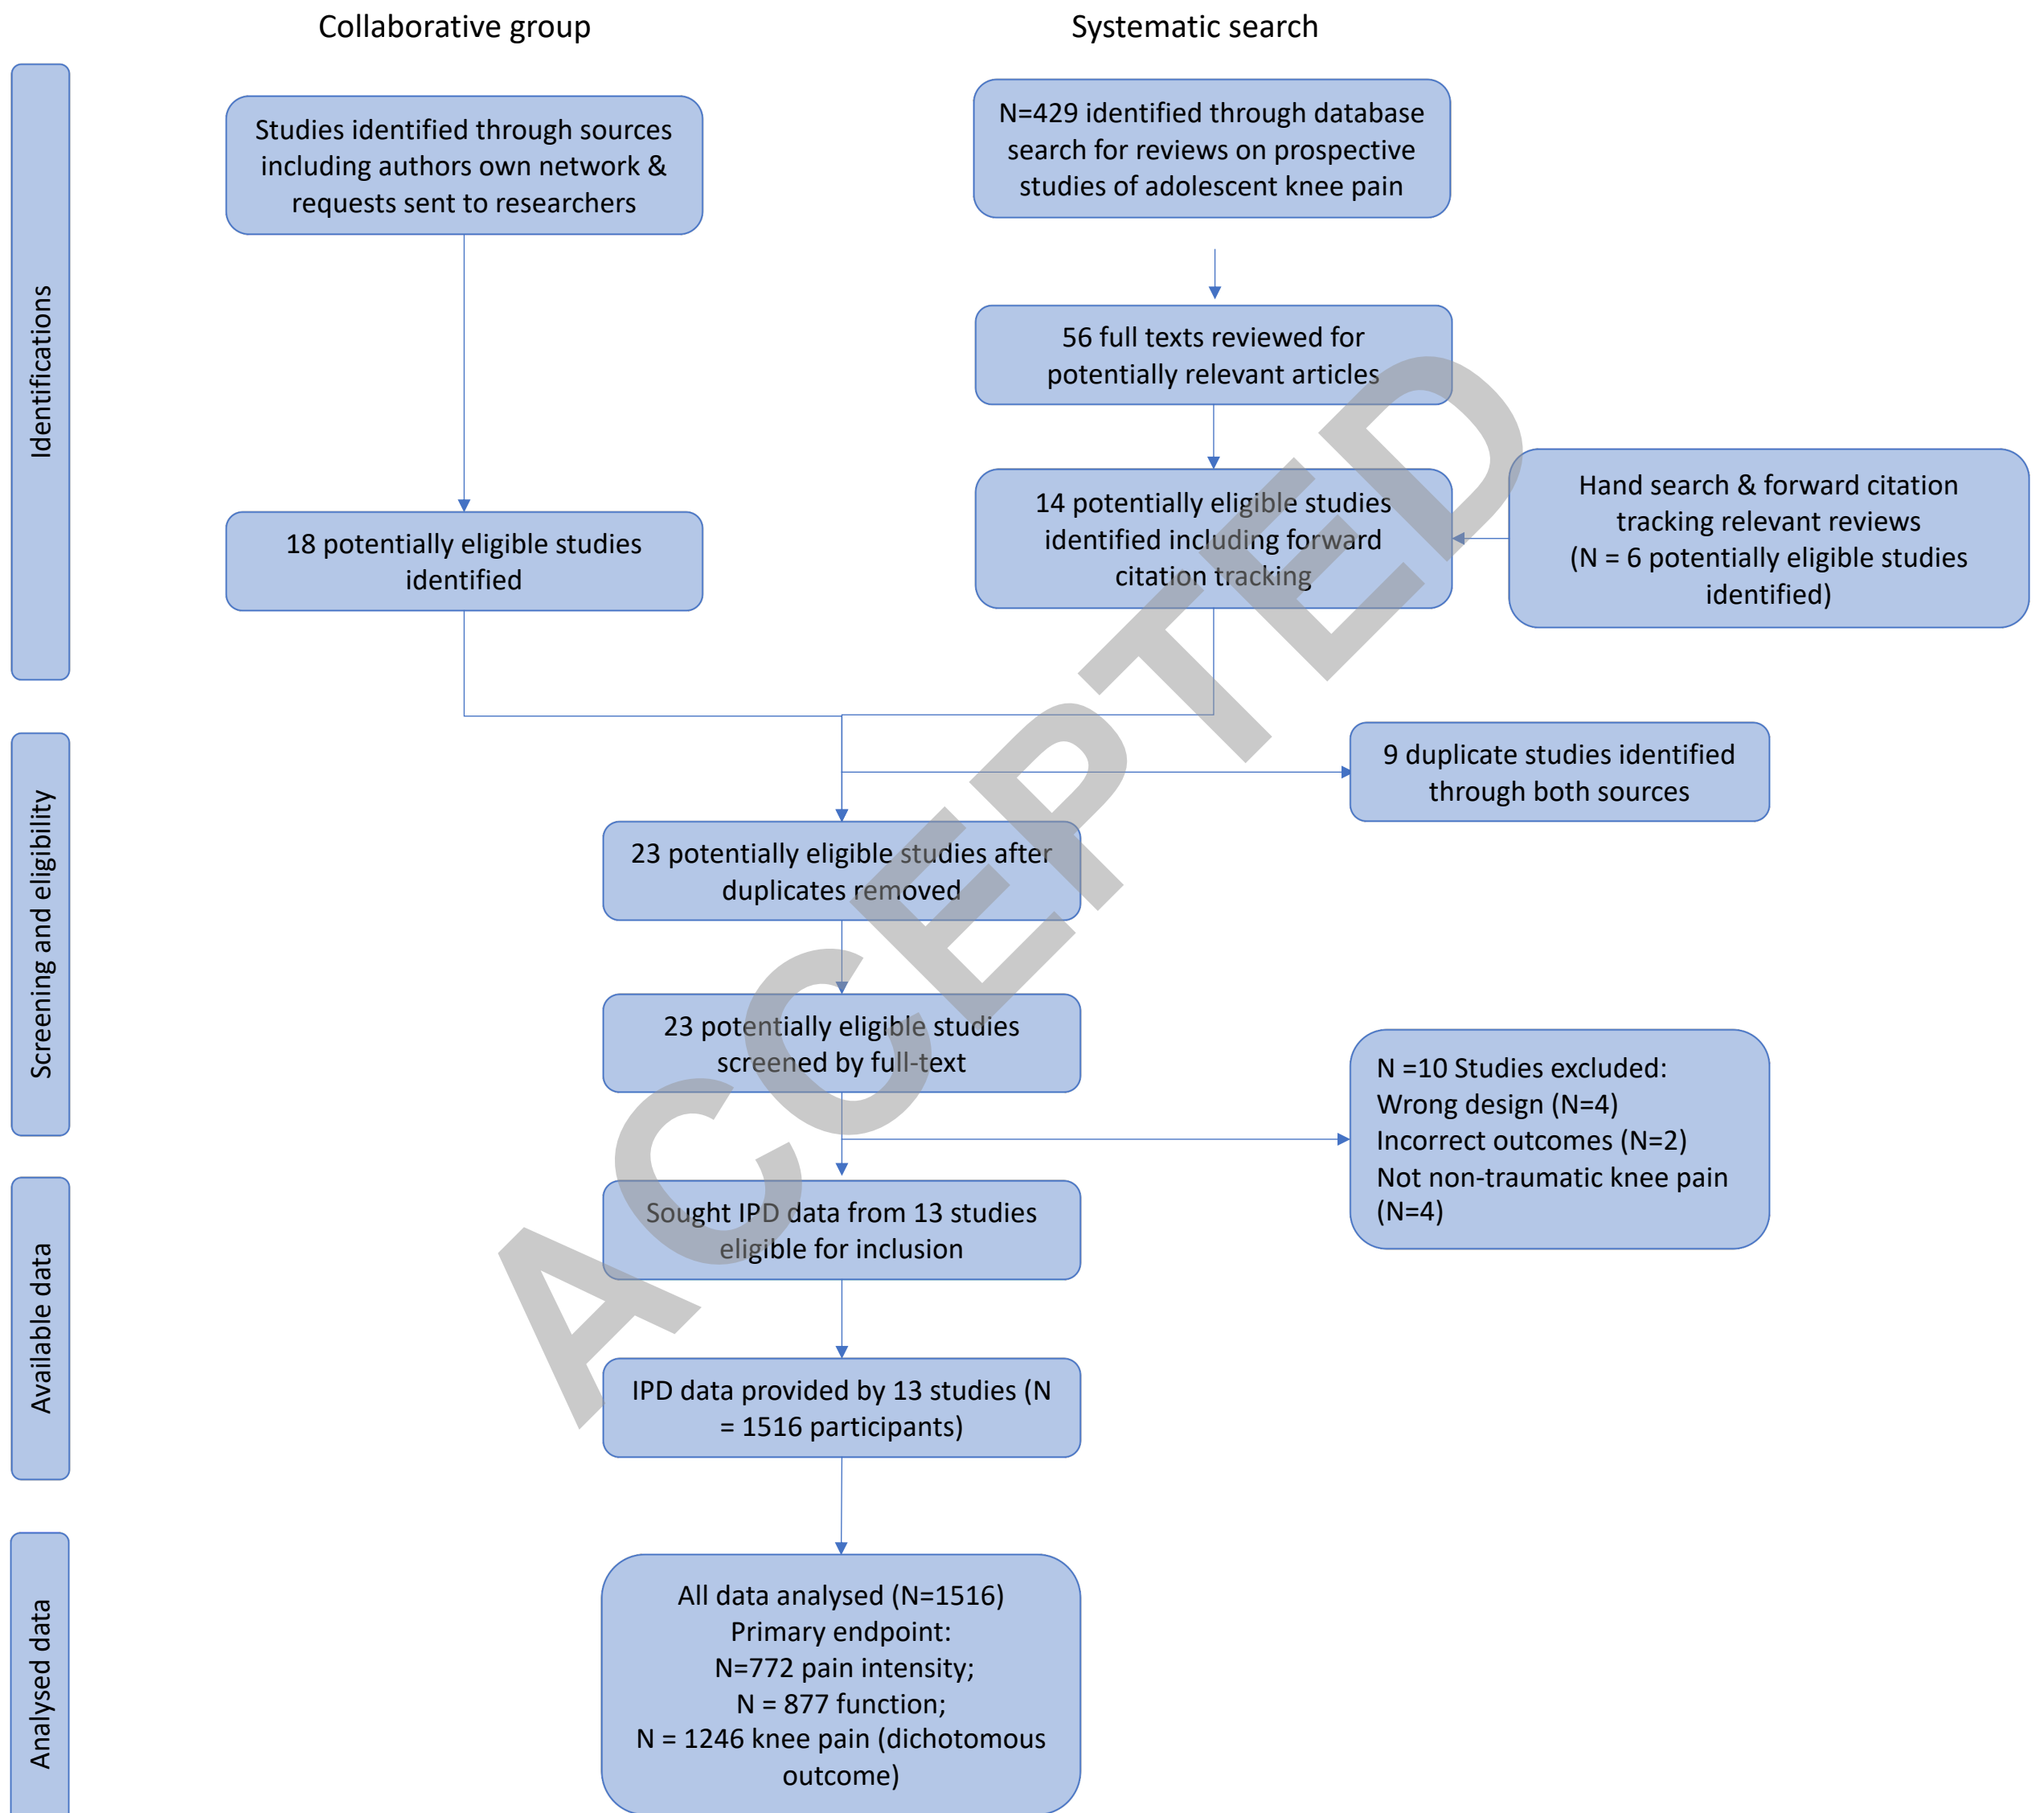 Collaborative group
Systematic search
Identifications
Studies identified through sources
including authors own network &
requests sent to researchers
N=429 identified through database
search for reviews on prospective
studies of adolescent knee pain
56 full texts reviewed for
potentially relevant articles
18 potentially eligible studies
identified
14 potentially eligible studies
identified including forward
citation tracking
Hand search & forward citation
tracking relevant reviews
(N = 6 potentially eligible studies
identified)
Screening and eligibility
9 duplicate studies identified
through both sources
23 potentially eligible studies after
duplicates removed
23 potentially eligible studies
screened by full-text
N =10 Studies excluded:
Wrong design (N=4)
Incorrect outcomes (N=2)
Not non-traumatic knee pain
(N=4)
Available data
Sought IPD data from 13 studies
eligible for inclusion
IPD data provided by 13 studies (N
= 1516 participants)
Analysed data
All data analysed (N=1516)
Primary endpoint:
N=772 pain intensity;
N = 877 function;
N = 1246 knee pain (dichotomous
outcome)
ACCEPTED